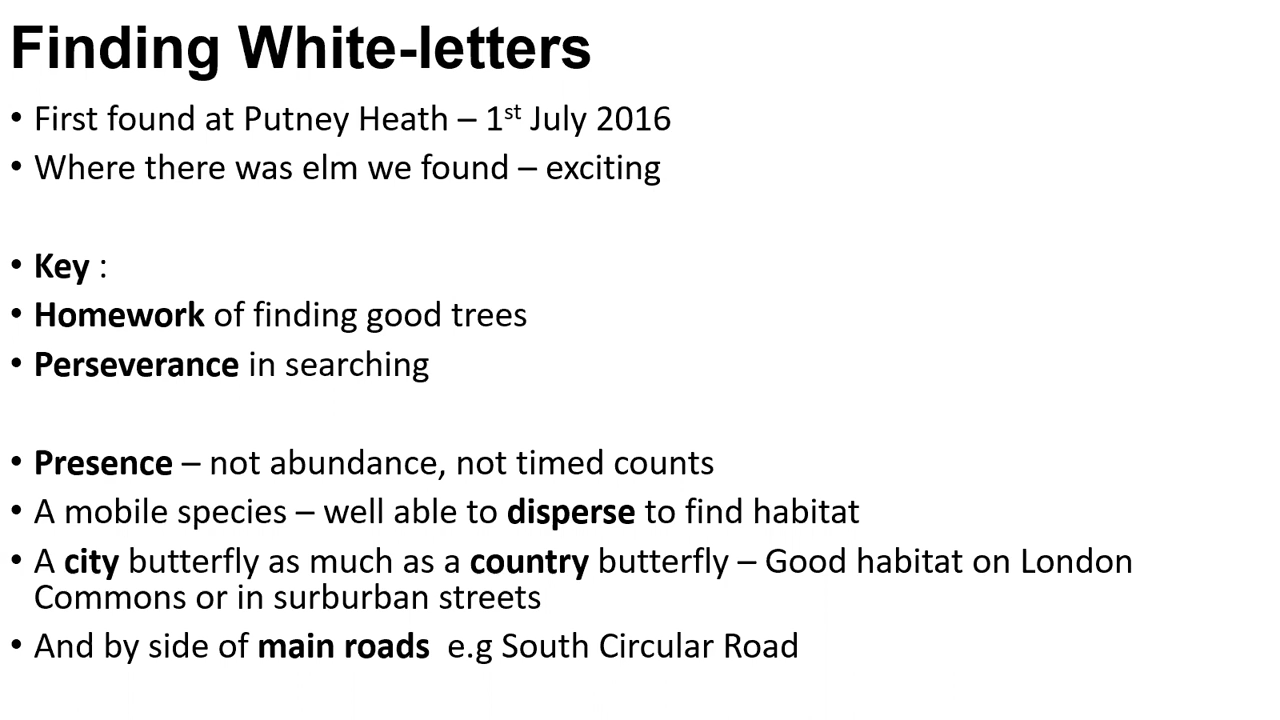 Finding White-letters
• First found at Putney Heath – 1st July 2016
• Where there was elm we found – exciting
• Key :
• Homework of finding good trees
• Perseverance in searching
• Presence – not abundance, not timed counts
• A mobile species – well able to disperse to find habitat
• A city butterfly as much as a country butterfly – Good habitat on London
Commons or in surburban streets
• And by side of main roads  e.g South Circular Road